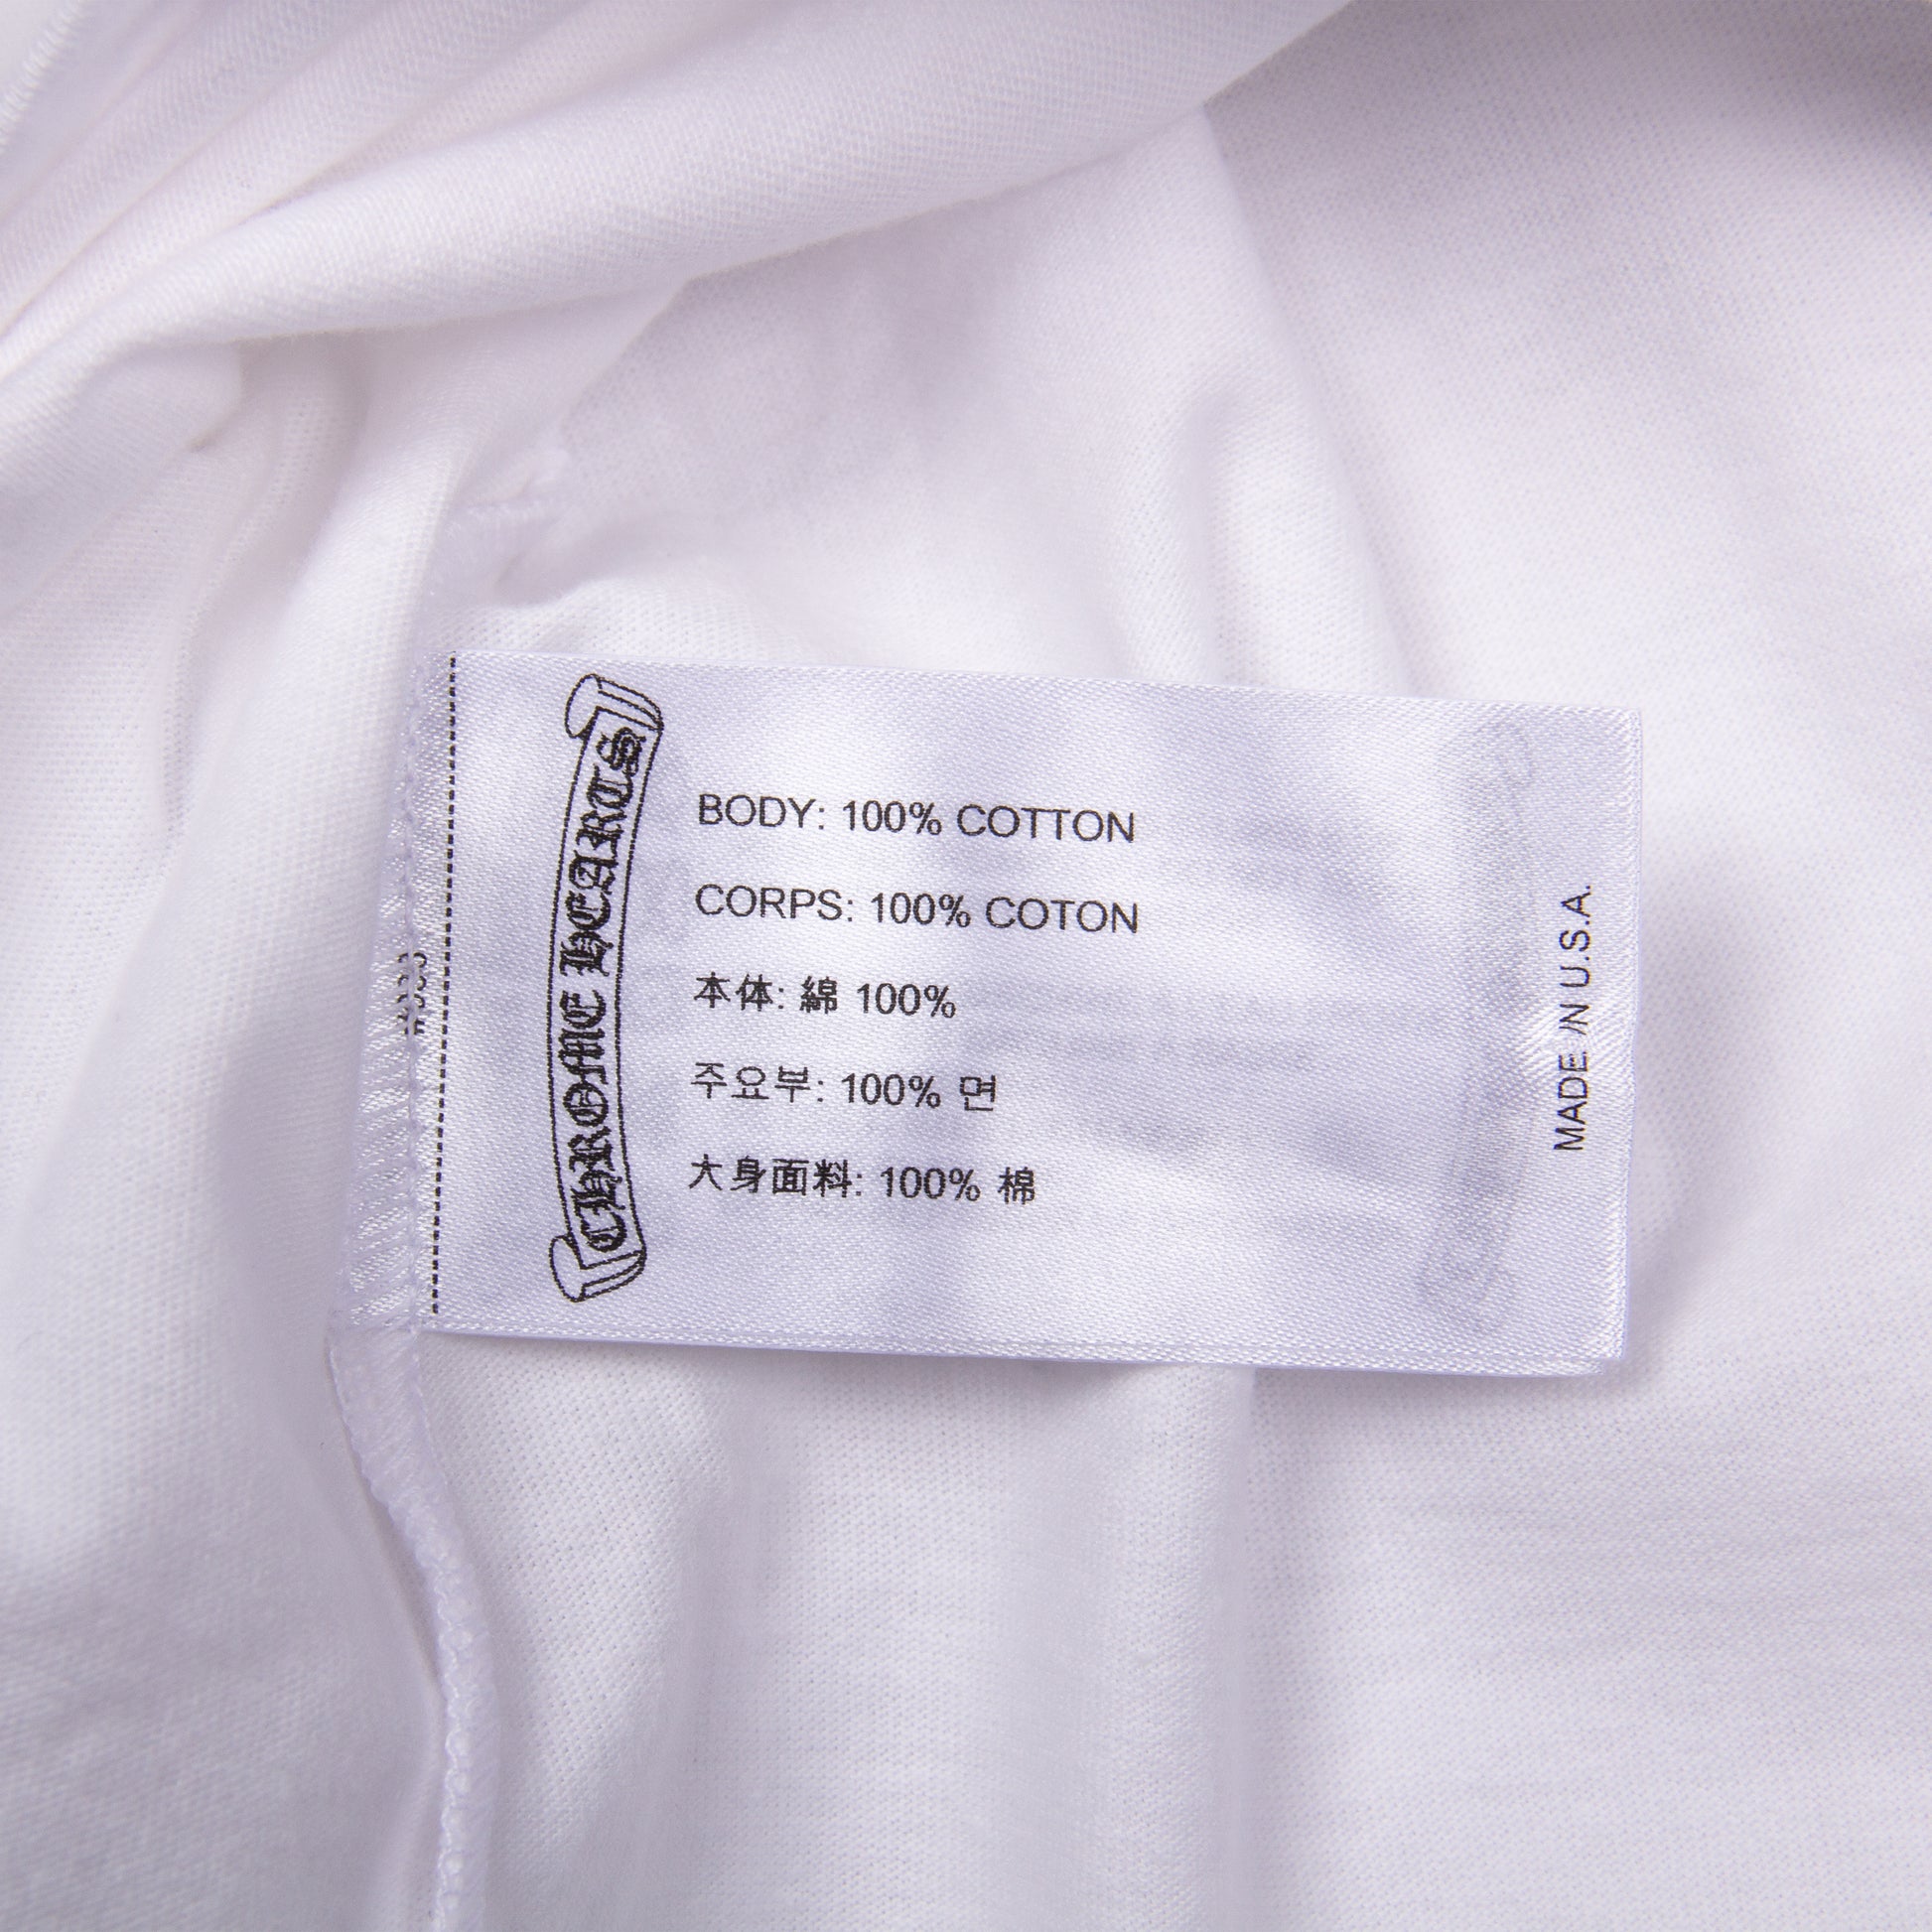 CHROME HEARTS
BODY: 100% COTTON
CORPS: 100% COTON
本体: 綿 100%
주요부: 100% 면
大身面料: 100% 棉
MADE IN U.S.A.